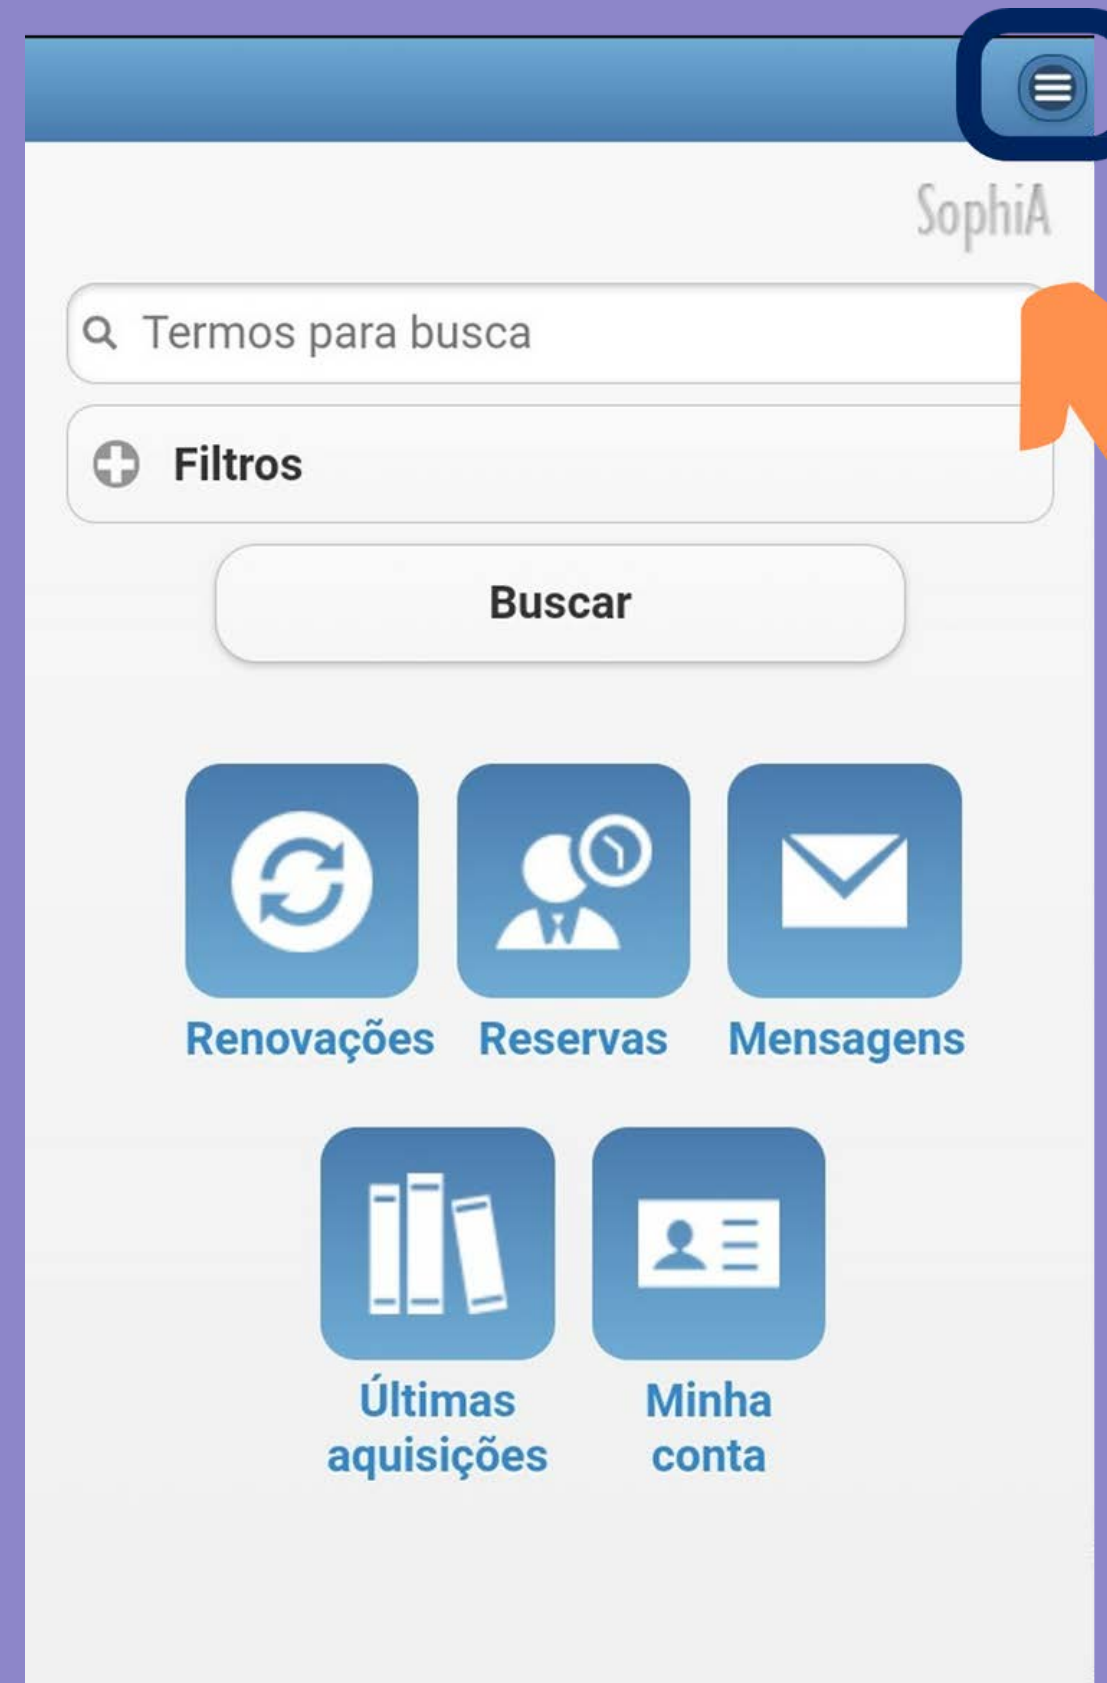 SophiA
Termos para busca
Filtros
Buscar
Renovações Reservas Mensagens
Últimas aquisições
Minha conta